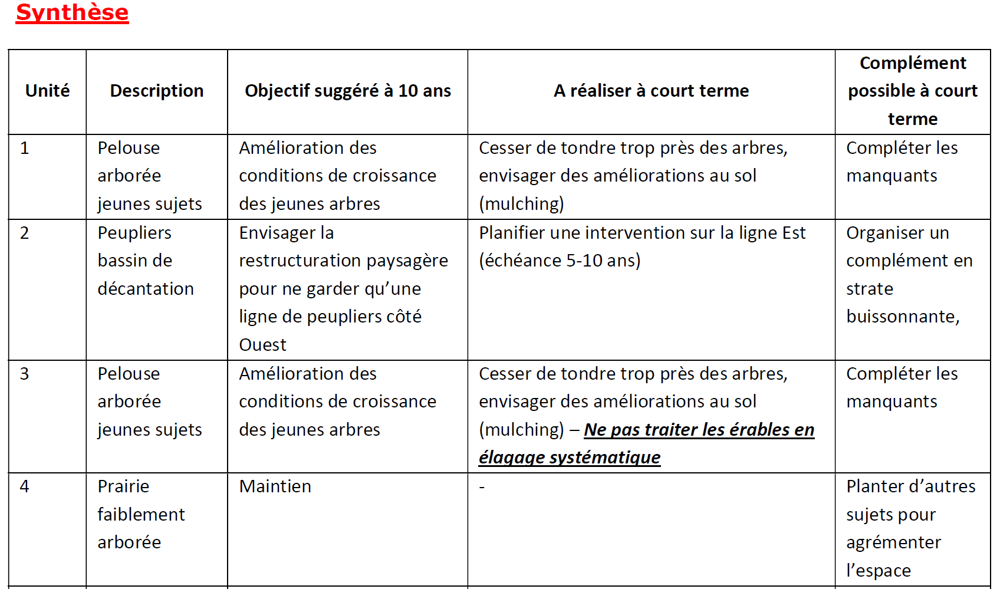 Synthèse
Unité
Description
Objectif suggéré à 10 ans
A réaliser à court terme
Complément
possible à court
terme
1
Pelouse
arborée
jeunes sujets
Amélioration des
conditions de croissance
des jeunes arbres
Cesser de tondre trop près des arbres,
envisager des améliorations au sol
(mulching)
Compléter les
manquants
2
Peupliers
bassin de
décantation
Envisager la
restructuration paysagère
pour ne garder qu’une
ligne de peupliers côté
Ouest
Planifier une intervention sur la ligne Est
(échéance 5-10 ans)
Organiser un
complément en
strate
buissonnante,
3
Pelouse
arborée
jeunes sujets
Amélioration des
conditions de croissance
des jeunes arbres
Cesser de tondre trop près des arbres,
envisager des améliorations au sol
(mulching) – Ne pas traiter les érables en
élagage systématique
Compléter les
manquants
4
Prairie
faiblement
arborée
Maintien
-
Planter d’autres
sujets pour
agrémenter
l’espace